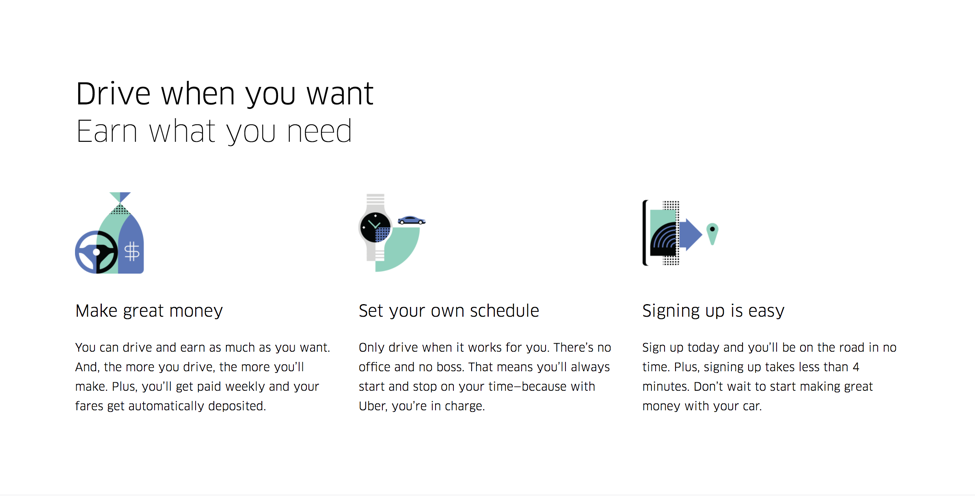 Drive when you want
Earn what you need
$
Make great money
You can drive and earn as much as you want.
And, the more you drive, the more you'll
make. Plus, you'll get paid weekly and your
fares get automatically deposited.
Set your own schedule
Only drive when it works for you. There's no
office and no boss. That means you'll always
start and stop on your time—because with
Uber, you're in charge.
Signing up is easy
Sign up today and you'll be on the road in no
time. Plus, signing up takes less than 4
minutes. Don't wait to start making great
money with your car.